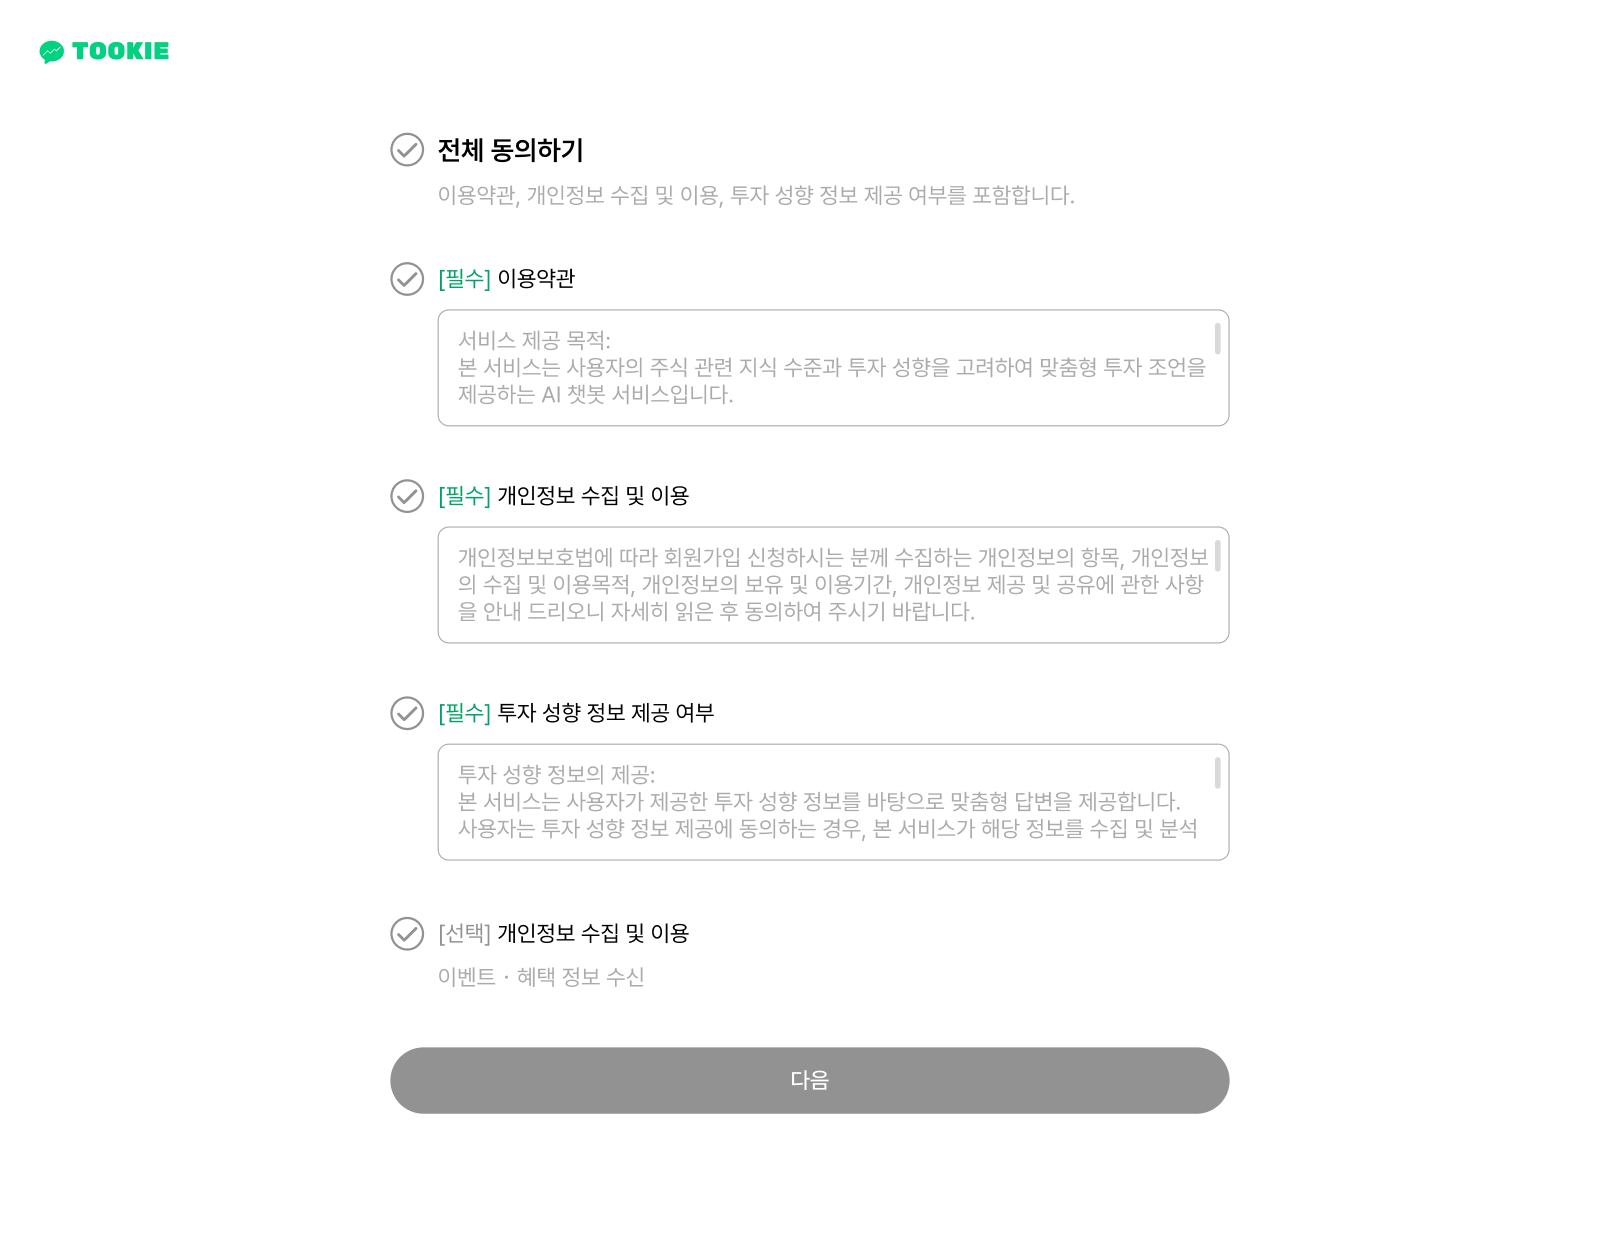 TOOKIE
전체 동의하기
이용약관, 개인정보 수집 및 이용, 투자 성향 정보 제공 여부를 포함합니다.
[필수] 이용약관
서비스 제공 목적:
본 서비스는 사용자의 주식 관련 지식 수준과 투자 성향을 고려하여 맞춤형 투자 조언을
제공하는 AI 챗봇 서비스입니다.
[필수] 개인정보 수집 및 이용
개인정보보호법에 따라 회원가입 신청하시는 분께 수집하는 개인정보의 항목, 개인정보
의 수집 및 이용목적, 개인정보의 보유 및 이용기간, 개인정보 제공 및 공유에 관한 사항
을 안내 드리오니 자세히 읽은 후 동의하여 주시기 바랍니다.
[필수] 투자 성향 정보 제공 여부
투자 성향 정보의 제공:
본 서비스는 사용자가 제공한 투자 성향 정보를 바탕으로 맞춤형 답변을 제공합니다.
사용자는 투자 성향 정보 제공에 동의하는 경우, 본 서비스가 해당 정보를 수집 및 분석
[선택] 개인정보 수집 및 이용
이벤트 · 혜택 정보 수신
다음